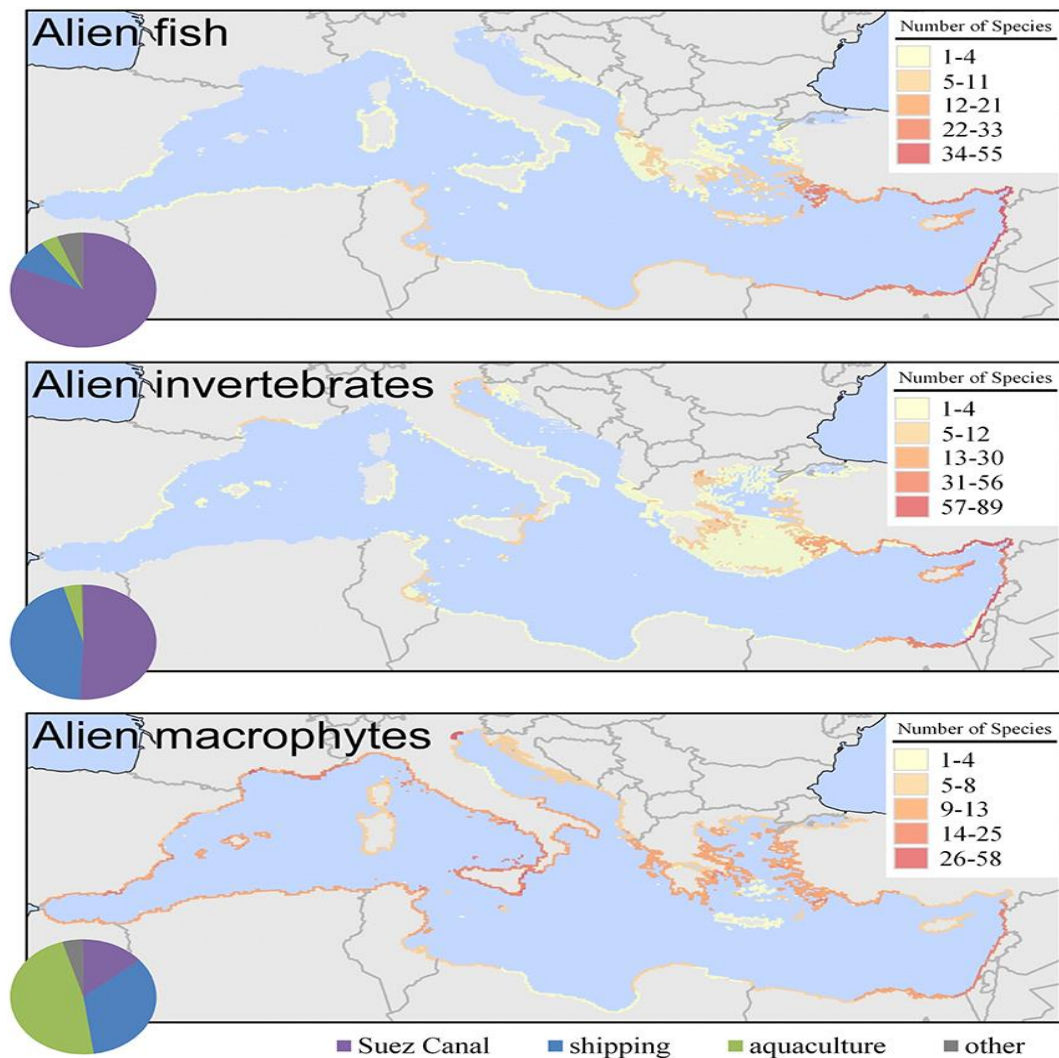 Alien fish
Number of Species
1-4
5-11
12-21
22-33
34-55
Alien invertebrates
Number of Species
1-4
5-12
13-30
31-56
57-89
Alien macrophytes
Number of Species
1-4
5-8
9-13
14-25
26-58
Suez Canal shipping aquaculture other